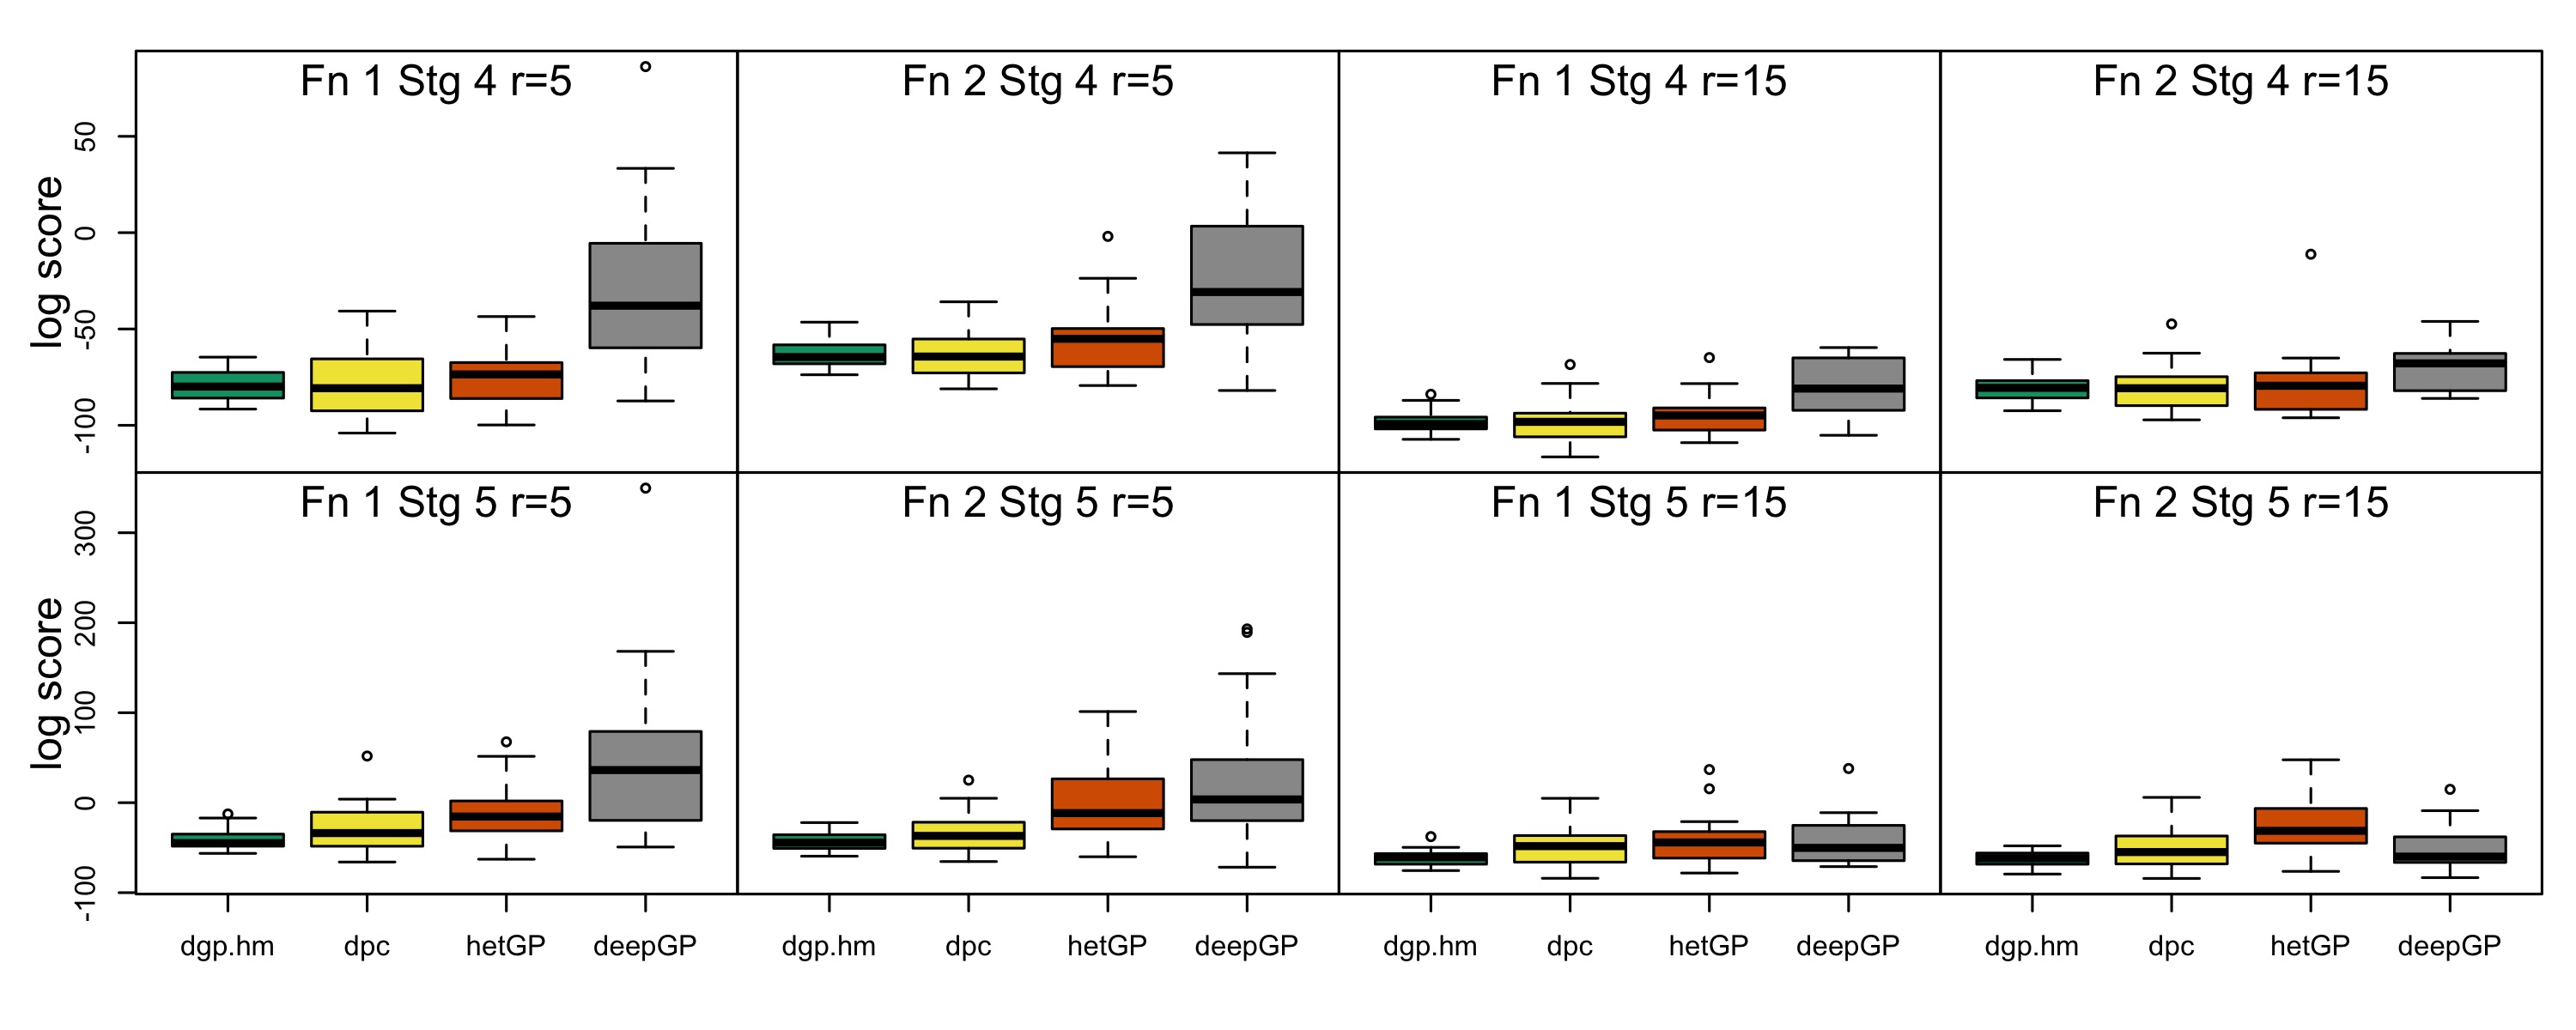 Fn 1 Stg 4 r=5
Fn 2 Stg 4 r=5
Fn 1 Stg 4 r=15
Fn 2 Stg 4 r=15
log score
50
0
-50
-100
Fn 1 Stg 5 r=5
Fn 2 Stg 5 r=5
Fn 1 Stg 5 r=15
Fn 2 Stg 5 r=15
log score
300
200
100
0
-100
dgp.hm dpc hetGP deepGP
dgp.hm dpc hetGP deepGP
dgp.hm dpc hetGP deepGP
dgp.hm dpc hetGP deepGP